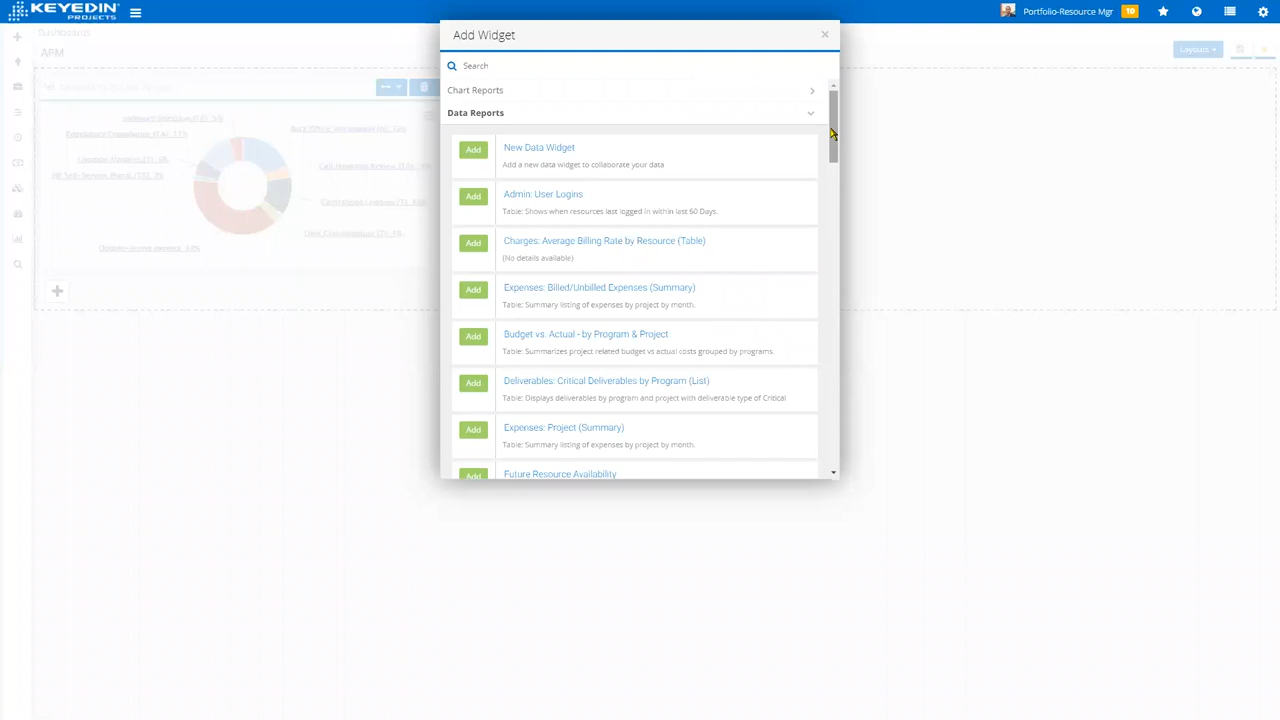 KEYEDIN
PROJECTS
Portfolio-Resource Mgr
10
Dashboards
APM
Layouts
Add Widget
×
Search
Chart Reports
Data Reports
Add
New Data Widget
Add a new data widget to collaborate your data
Add
Admin: User Logins
Table: Shows when resources last logged in within last 60 Days.
Add
Charges: Average Billing Rate by Resource (Table)
(No details available)
Add
Expenses: Billed/Unbilled Expenses (Summary)
Table: Summary listing of expenses by project by month.
Add
Budget vs. Actual - by Program & Project
Table: Summarizes project related budget vs actual costs grouped by programs.
Add
Deliverables: Critical Deliverables by Program (List)
Table: Displays deliverables by program and project with deliverable type of Critical
Add
Expenses: Project (Summary)
Table: Summary listing of expenses by project by month.
Add
Future Resource Availability